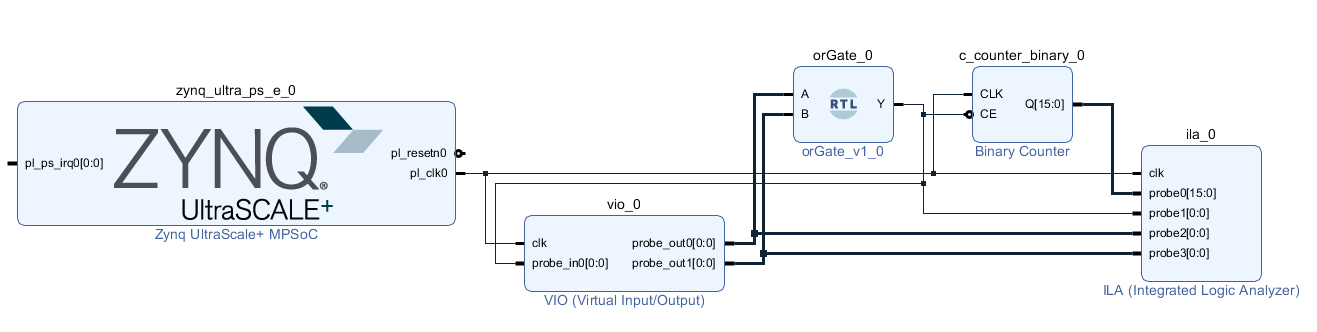 zynq_ultra_ps_e_0
pl_ps_irq0[0:0]
ZYNQ®
UltraSCALE+
pl_resetn0
pl_clk0
Zynq UltraScale+ MPSoC
vio_0
clk
probe_in0[0:0]
probe_out0[0:0]
probe_out1[0:0]
VIO (Virtual Input/Output)
orGate_0
A
B
RTL
Y
orGate_v1_0
c_counter_binary_0
CLK
CE
Q[15:0]
Binary Counter
ila_0
clk
probe0[15:0]
probe1[0:0]
probe2[0:0]
probe3[0:0]
ILA (Integrated Logic Analyzer)